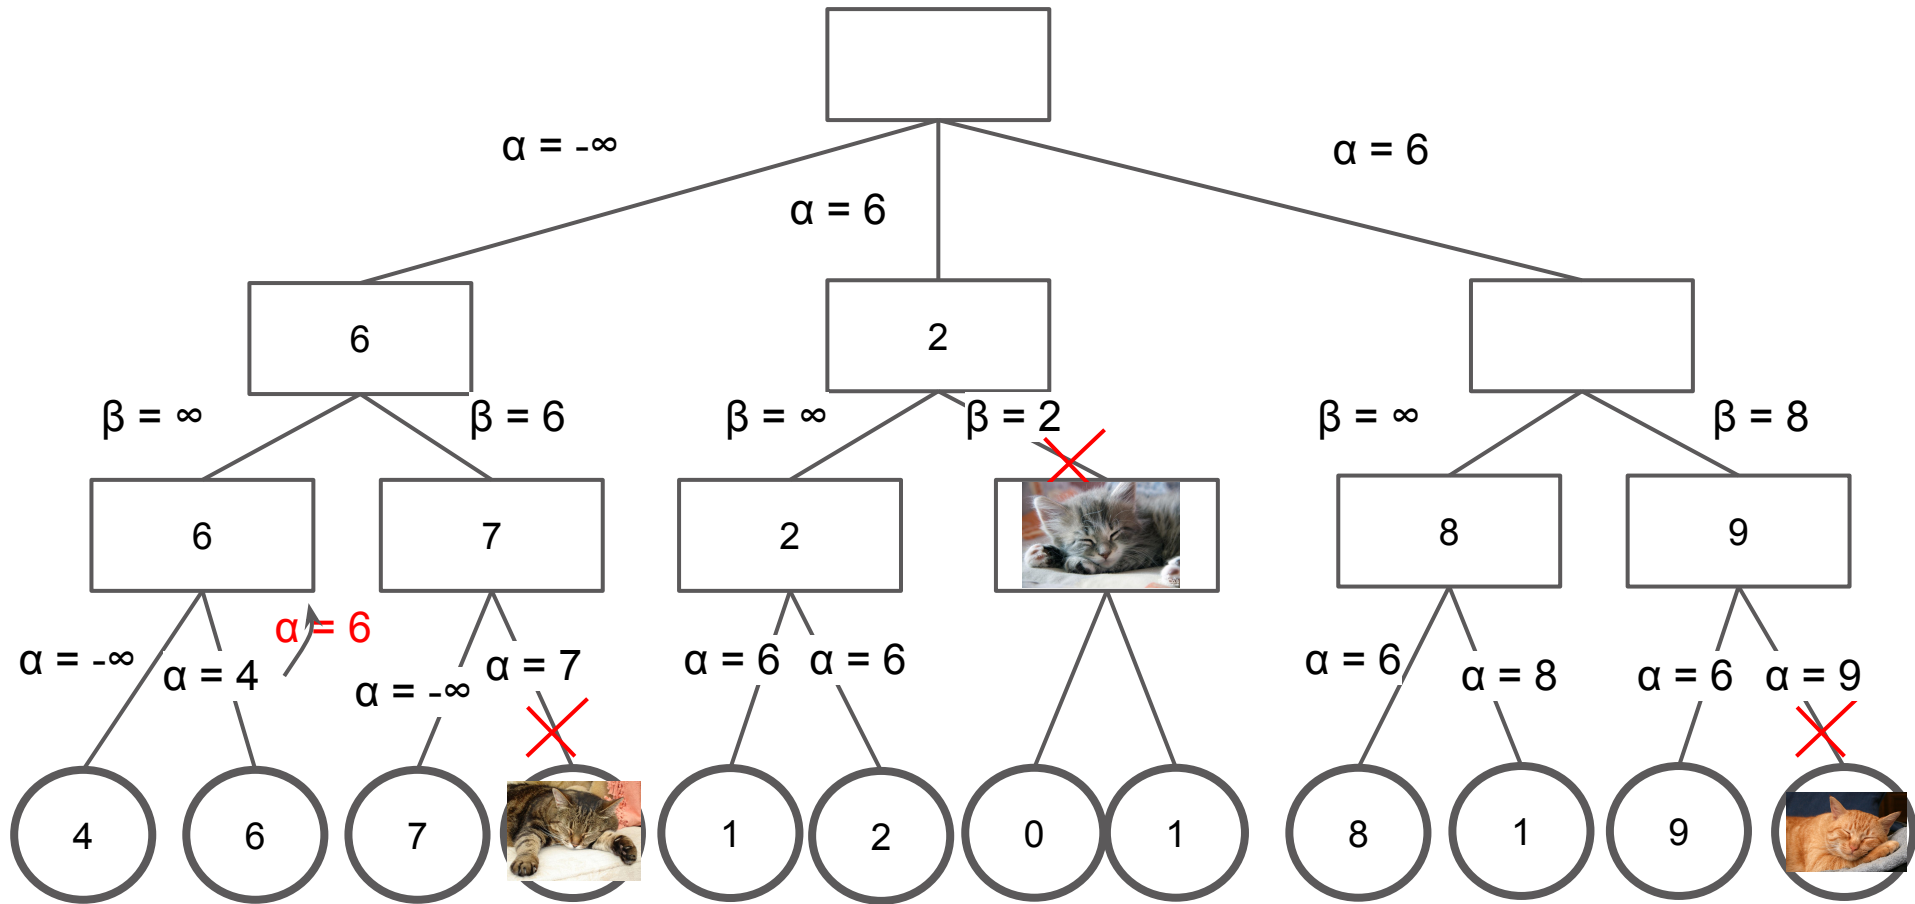 α = -∞
α = 6
α = 6
6
2
β = ∞
β = 6
β = ∞
β = 2
β = ∞
β = 8
6
7
2
8
9
α = 6
α = -∞
α = 4
α = -∞
α = 7
α = 6
α = 6
α = 6
α = 8
α = 6
α = 9
4
6
7
1
2
0
1
8
1
9